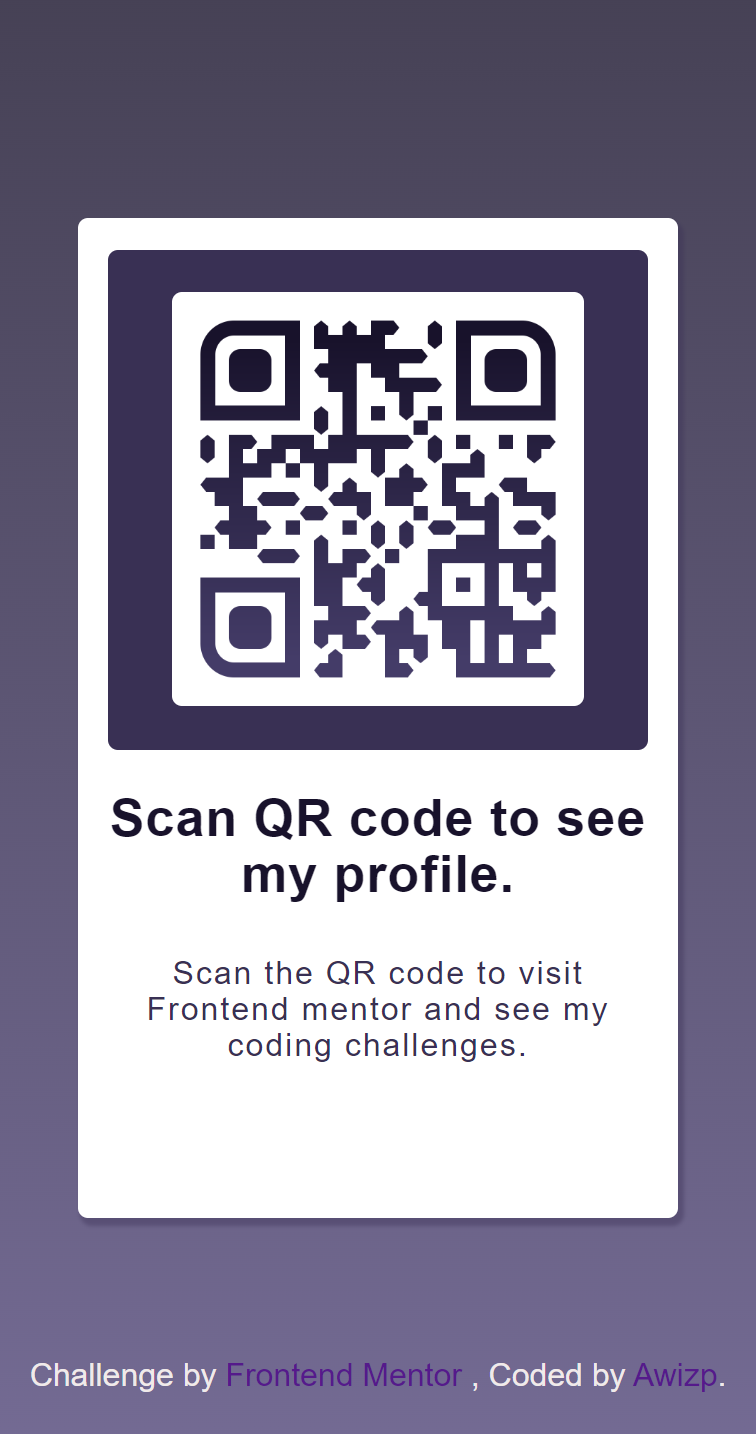 Scan QR code to see
my profile.
Scan the QR code to visit
Frontend mentor and see my
coding challenges.
Challenge by Frontend Mentor , Coded by Awizp.